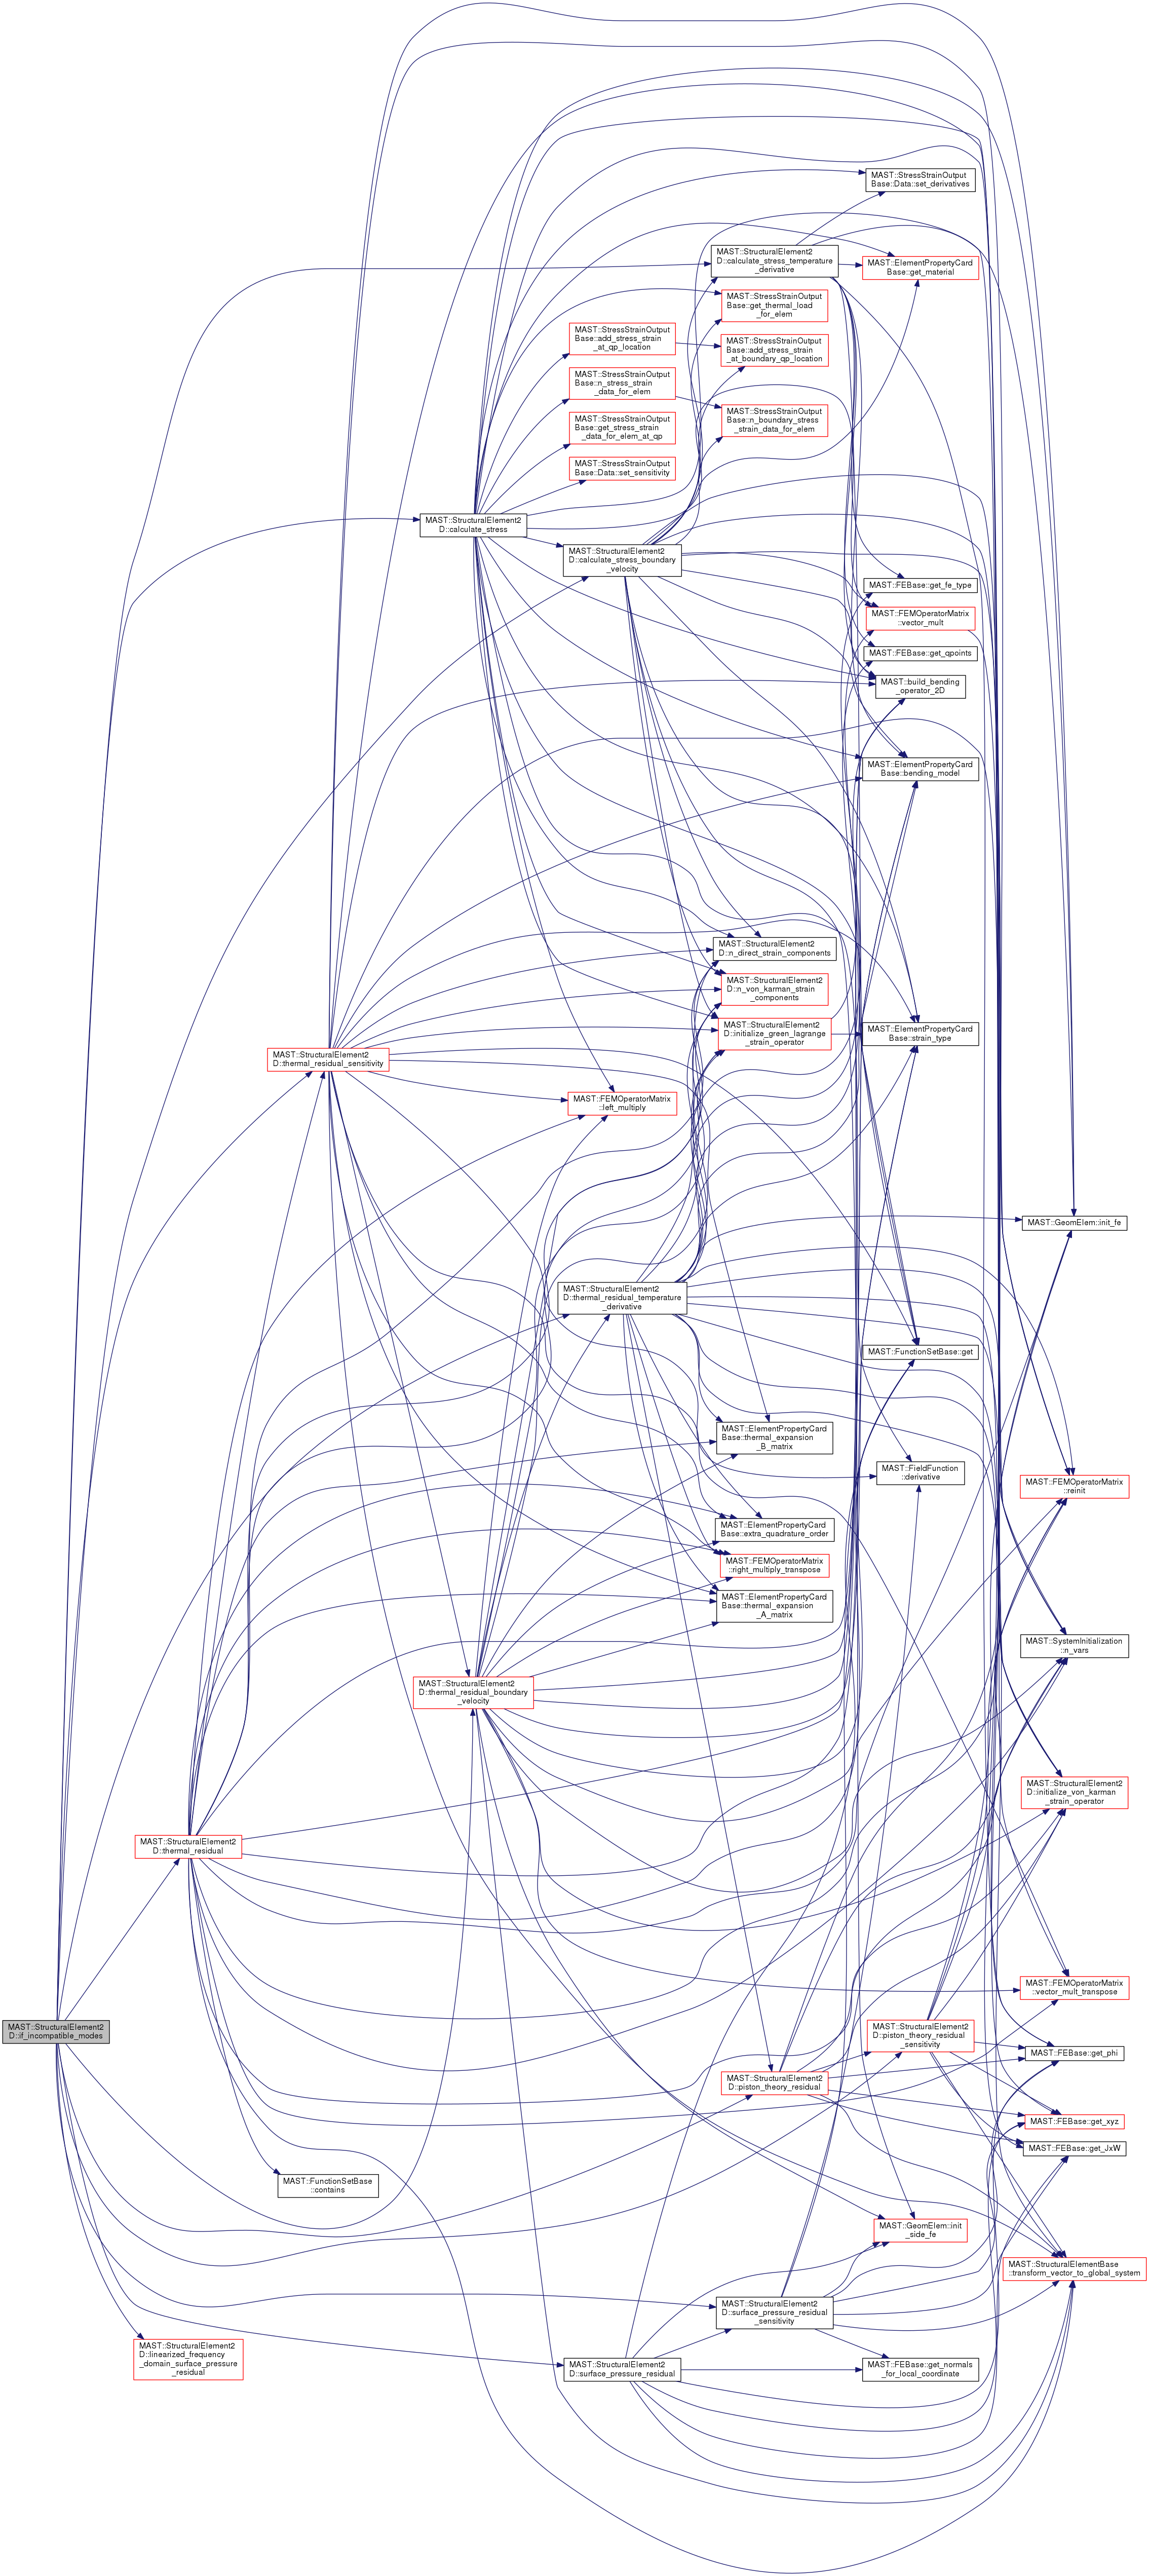 MAST::StressStrainOutput
Base::Data::set_derivatives
MAST::StructuralElement2
D::calculate_stress_temperature
_derivative
MAST::ElementPropertyCard
Base::get_material
MAST::StressStrainOutput
Base::get_thermal_load
_for_elem
MAST::StressStrainOutput
Base::add_stress_strain
_at_qp_location
MAST::StressStrainOutput
Base::add_stress_strain
_at_boundary_qp_location
MAST::StressStrainOutput
Base::n_stress_strain
_data_for_elem
MAST::StressStrainOutput
Base::n_boundary_stress
_strain_data_for_elem
MAST::StressStrainOutput
Base::get_stress_strain
_data_for_elem_at_qp
MAST::StressStrainOutput
Base::Data::set_sensitivity
MAST::StructuralElement2
D::calculate_stress
MAST::StructuralElement2
D::calculate_stress_boundary
_velocity
MAST::FEBase::get_fe_type
MAST::FEMOperatorMatrix
::vector_mult
MAST::FEBase::get_qpoints
MAST::build_bending
_operator_2D
MAST::ElementPropertyCard
Base::bending_model
MAST::StructuralElement2
D::n_direct_strain_components
MAST::StructuralElement2
D::n_von_karman_strain
_components
MAST::StructuralElement2
D::initialize_green_lagrange
_strain_operator
MAST::ElementPropertyCard
Base::strain_type
MAST::StructuralElement2
D::thermal_residual_sensitivity
MAST::FEMOperatorMatrix
::left_multiply
MAST::GeomElem::init_fe
MAST::StructuralElement2
D::thermal_residual_temperature
_derivative
MAST::FunctionSetBase::get
MAST::ElementPropertyCard
Base::thermal_expansion
_B_matrix
MAST::FieldFunction
::derivative
MAST::FEMOperatorMatrix
::reinit
MAST::ElementPropertyCard
Base::extra_quadrature_order
MAST::FEMOperatorMatrix
::right_multiply_transpose
MAST::ElementPropertyCard
Base::thermal_expansion
_A_matrix
MAST::SystemInitialization
::n_vars
MAST::StructuralElement2
D::thermal_residual_boundary
_velocity
MAST::StructuralElement2
D::initialize_von_karman
_strain_operator
MAST::StructuralElement2
D::thermal_residual
MAST::FEMOperatorMatrix
::vector_mult_transpose
MAST::StructuralElement2
D::if_incompatible_modes
MAST::StructuralElement2
D::piston_theory_residual
_sensitivity
MAST::FEBase::get_phi
MAST::StructuralElement2
D::piston_theory_residual
MAST::FEBase::get_xyz
MAST::FEBase::get_JxW
MAST::FunctionSetBase
::contains
MAST::GeomElem::init
_side_fe
MAST::StructuralElementBase
::transform_vector_to_global_system
MAST::StructuralElement2
D::surface_pressure_residual
_sensitivity
MAST::StructuralElement2
D::linearized_frequency
_domain_surface_pressure
_residual
MAST::StructuralElement2
D::surface_pressure_residual
MAST::FEBase::get_normals
_for_local_coordinate